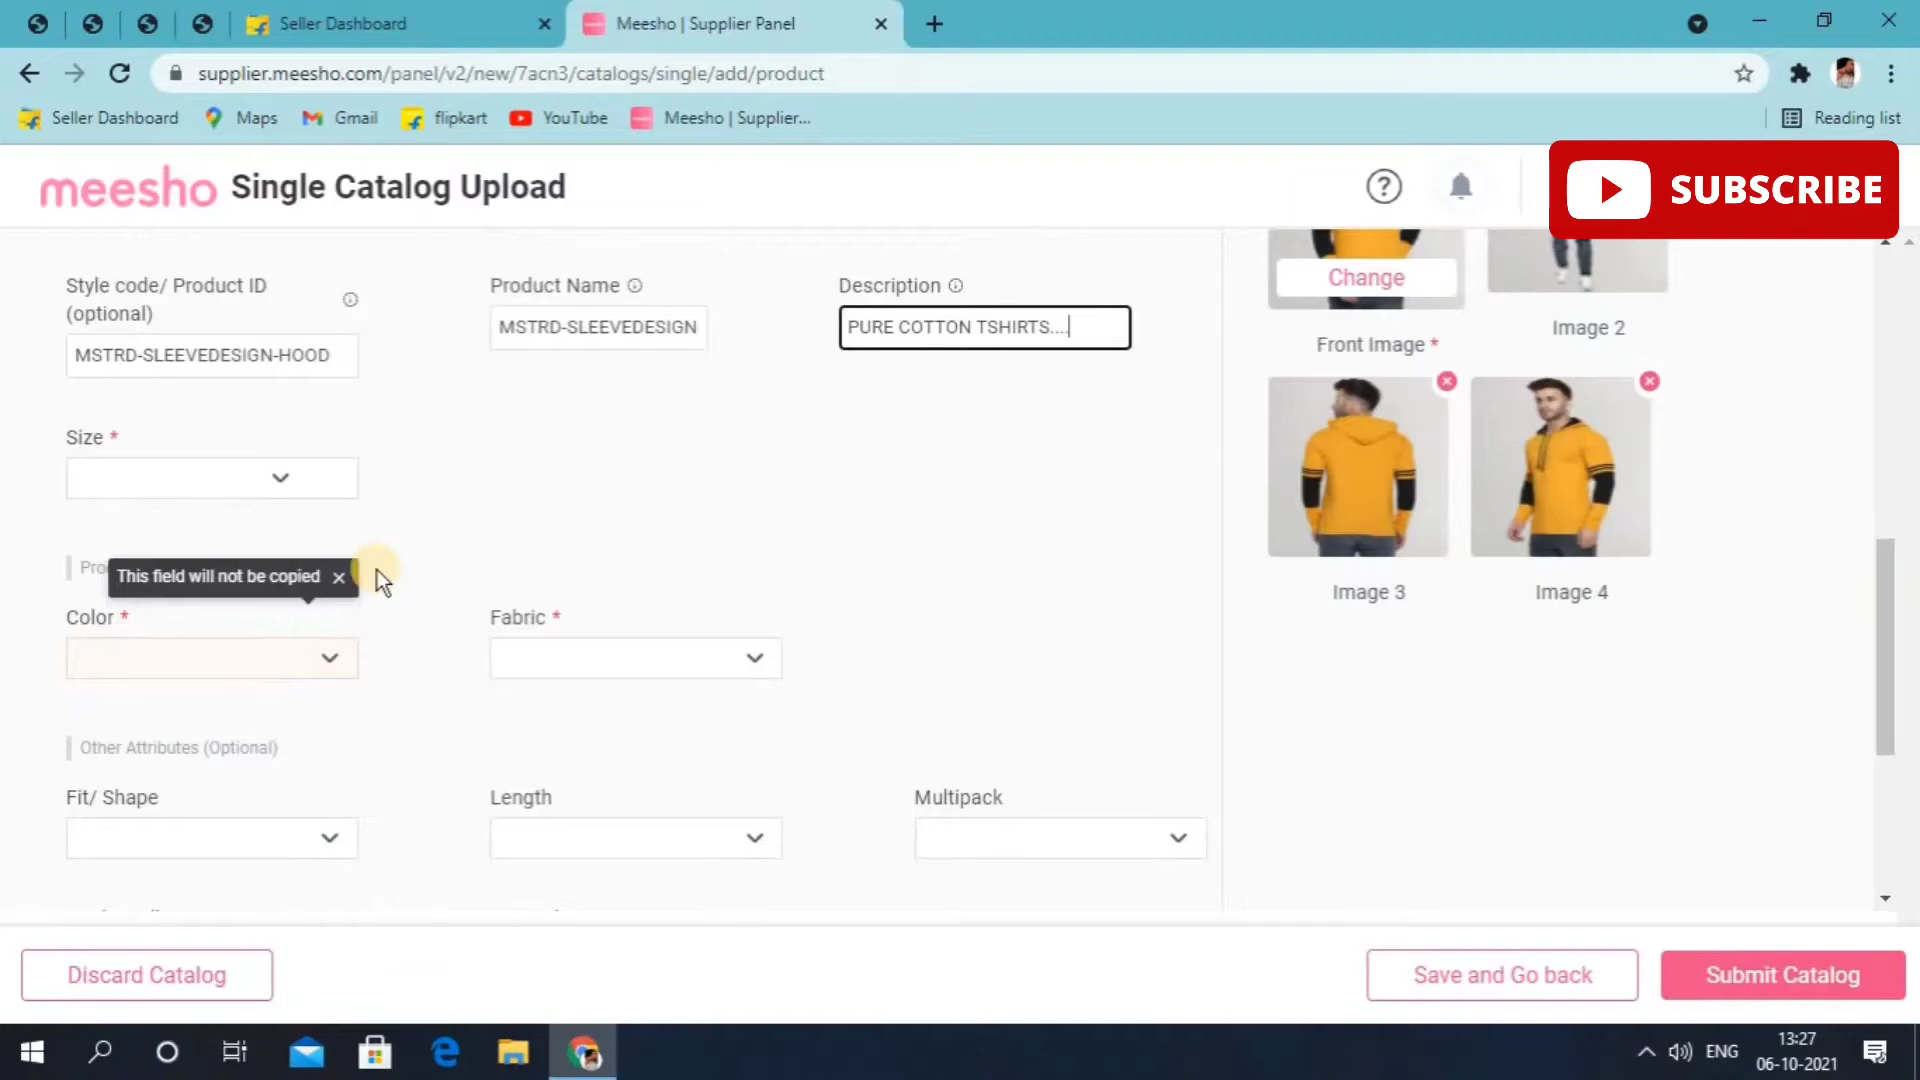 Seller Dashboard
Meesho | Supplier Panel
supplier.meesho.com/panel/v2/new/7acn3/catalogs/single/add/product
Seller Dashboard
Maps
Gmail
flipkart
YouTube
Meesho | Supplier...
Reading list
meesho Single Catalog Upload
SUBSCRIBE
Style code/ Product ID
(optional)
MSTRD-SLEEVEDESIGN-HOOD
Product Name
MSTRD-SLEEVEDESIGN
Description
PURE COTTON TSHIRTS....
Size *
This field will not be copied
Color *
Fabric *
Other Attributes (Optional)
Fit/ Shape
Length
Multipack
Change
Front Image *
Image 2
Image 3
Image 4
Discard Catalog
Save and Go back
Submit Catalog
ENG
13:27
06-10-2021